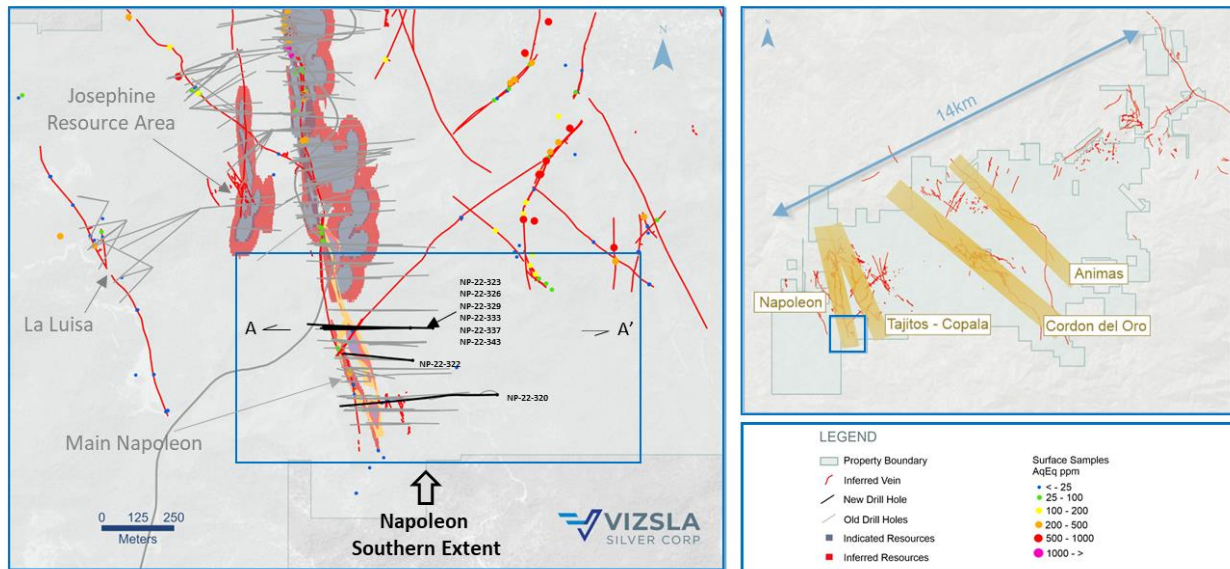 N
Josephine
Resource Area
La Luisa
A
A'
NP-22-323
NP-22-326
NP-22-329
NP-22-333
NP-22-337
NP-22-343
NP-22-322
NP-22-320
Main Napoleon
0 125 250
Meters
Napoleon
Southern Extent
VIZSLA
SILVER CORP.
N
14km
Napoleon
Tajitos - Copala
Cordon del Oro
Animas
LEGEND
Property Boundary
Inferred Vein
New Drill Hole
Old Drill Holes
Indicated Resources
Inferred Resources
Surface Samples
AqEq ppm
< - 25
25 - 100
100 - 200
200 - 500
500 - 1000
1000 - >